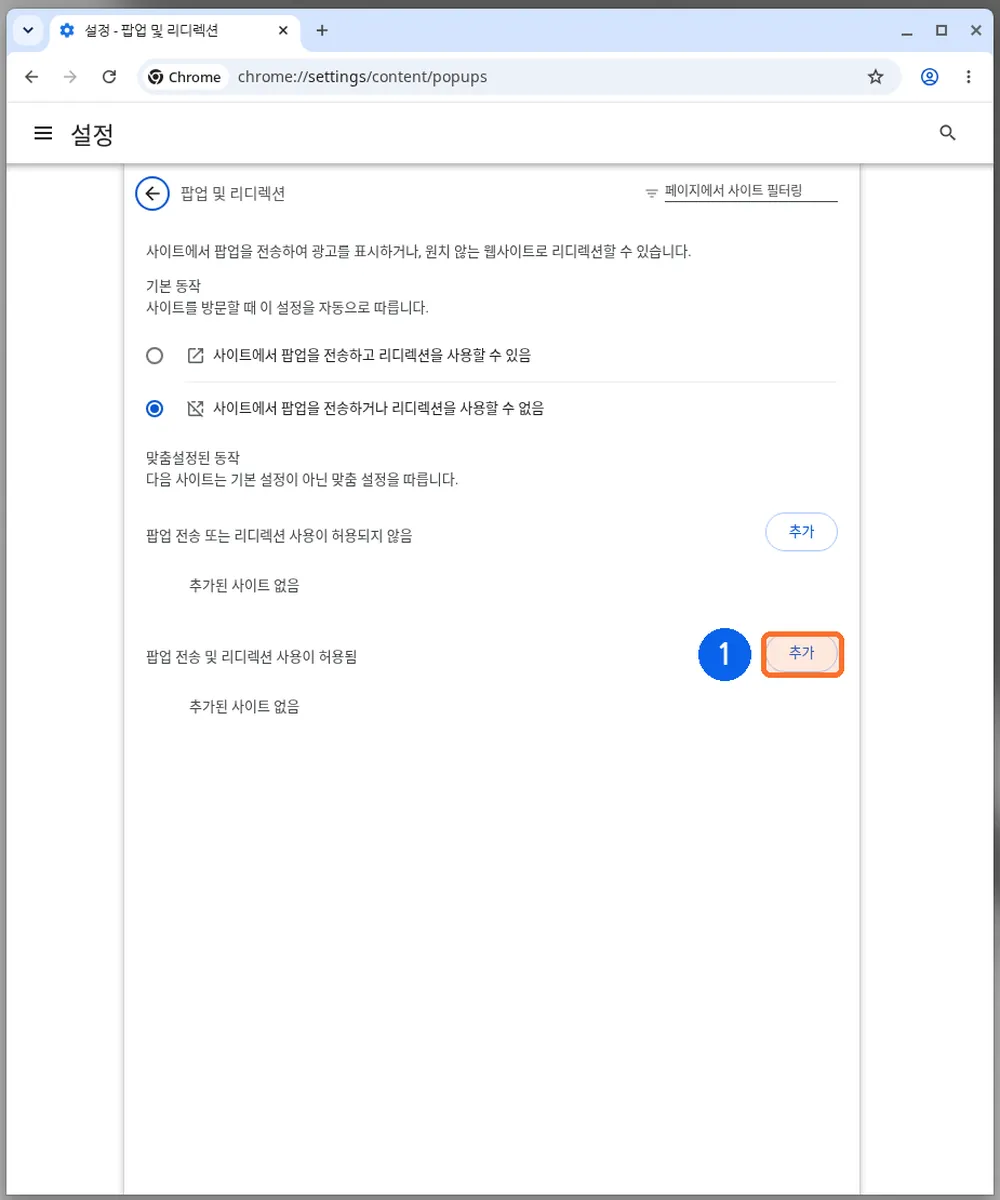 설정 - 팝업 및 리디렉션
Chrome
chrome://settings/content/popups
설정
팝업 및 리디렉션
페이지에서 사이트 필터링
사이트에서 팝업을 전송하여 광고를 표시하거나, 원치 않는 웹사이트로 리디렉션할 수 있습니다.
기본 동작
사이트를 방문할 때 이 설정을 자동으로 따릅니다.
사이트에서 팝업을 전송하고 리디렉션을 사용할 수 있음
사이트에서 팝업을 전송하거나 리디렉션을 사용할 수 없음
맞춤설정된 동작
다음 사이트는 기본 설정이 아닌 맞춤 설정을 따릅니다.
팝업 전송 또는 리디렉션 사용이 허용되지 않음
추가
추가된 사이트 없음
팝업 전송 및 리디렉션 사용이 허용됨
1
추가
추가된 사이트 없음